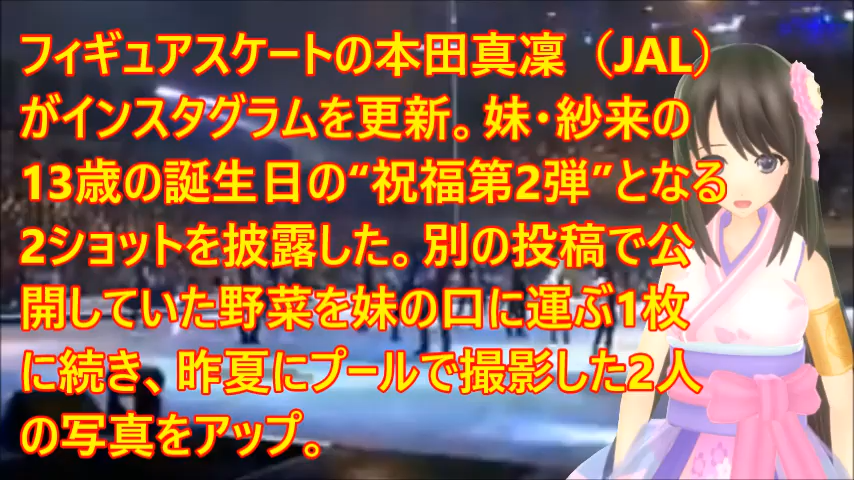 フィギュアスケートの本田真凜（JAL）
がインスタグラムを更新。妹・紗来の
13歳の誕生日の“祝福第2弾”となる
2ショットを披露した。別の投稿で公
開していた野菜を妹の口に運ぶ1枚
に続き、昨夏にプールで撮影した2人
の写真をアップ。